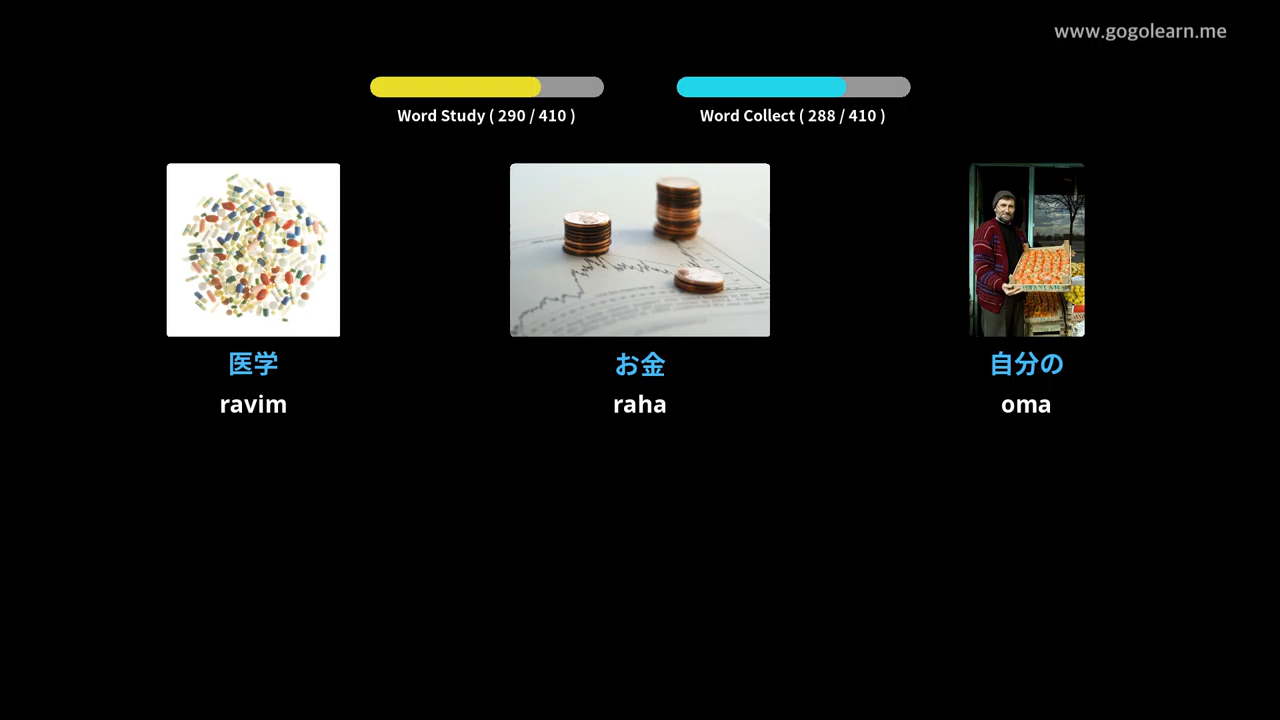 www.gogolearn.me
Word Study ( 290 / 410 )
Word Collect ( 288 / 410 )
医学
お金
自分の
ravim
raha
oma